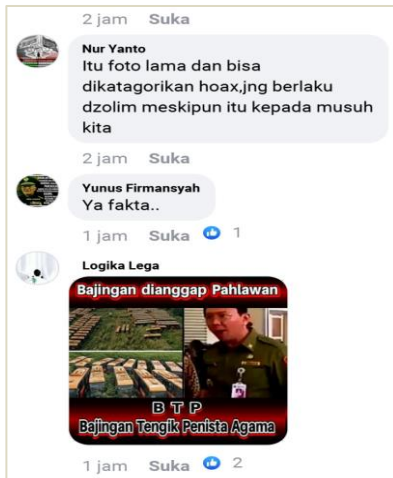 2 jam Suka
Nur Yanto
Itu foto lama dan bisa
dikatagorikan hoax,jng berlaku
dzolim meskipun itu kepada musuh
kita
2 jam Suka
Yunus Firmansyah
Ya fakta..
1 jam Suka 1
Logika Lega
Bajingan dianggap Pahlawan
B T P
Bajingan Tengik Penista Agama
1 jam Suka 2